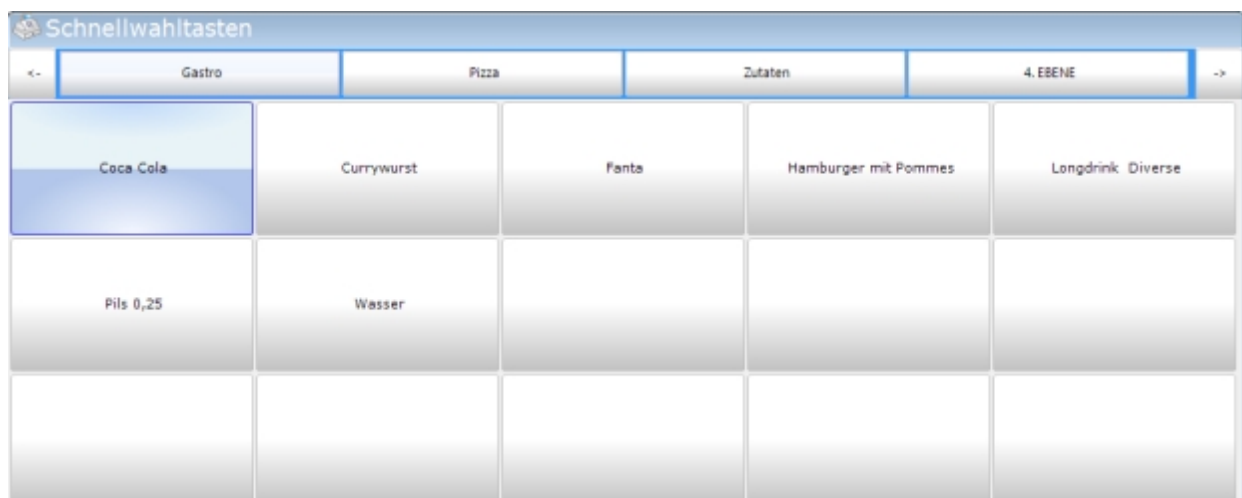 Schnellwahltasten
<- Gastro Pizza Zutaten 4. EBENE ->
Coca Cola Currywurst Fanta Hamburger mit Pommes Longdrink Diverse
Pils 0,25 Wasser